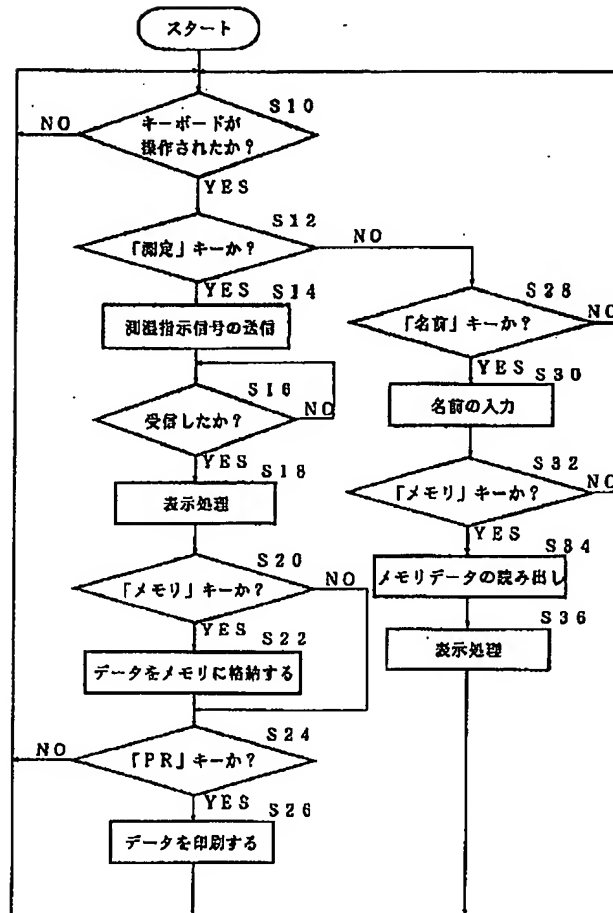 スタート
S10
NO
キーボードが
操作されたか?
YES
S12
「測定」キーか?
NO
YES
S14
測温指示信号の送信
S16
受信したか?
NO
YES
S18
表示処理
S20
「メモリ」キーか?
NO
YES
S22
データをメモリに格納する
S24
NO
「PR」キーか?
YES
S26
データを印刷する
S28
NO
「名前」キーか?
YES
S30
名前の入力
S32
NO
「メモリ」キーか?
YES
S34
メモリデータの読み出し
S36
表示処理